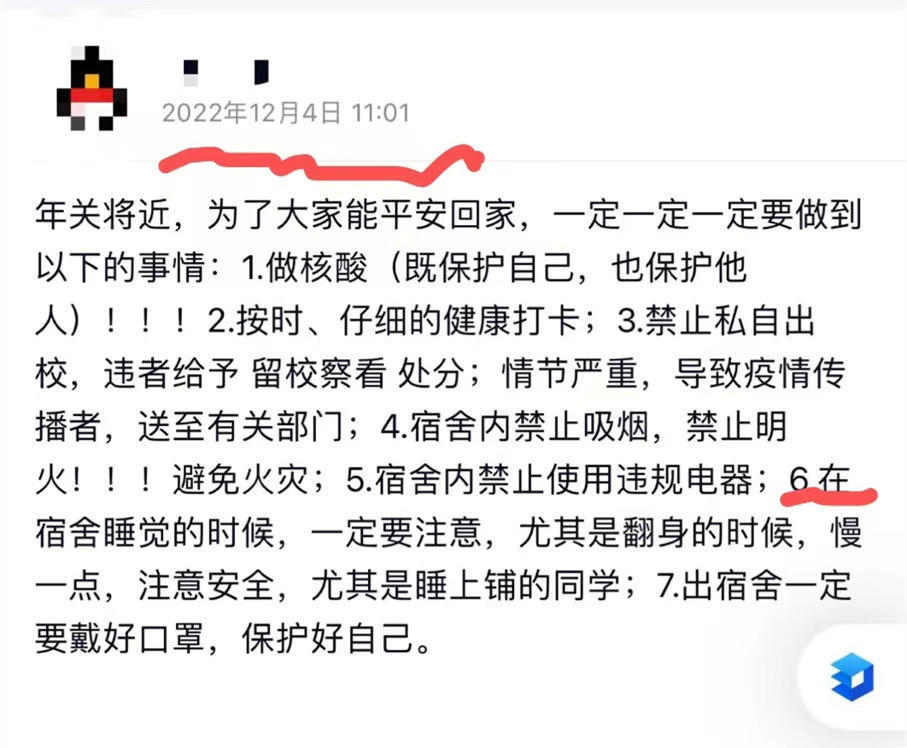 2022年12月4日 11:01
年关将近，为了大家能平安回家，一定一定一定要做到
以下的事情：1.做核酸（既保护自己，也保护他
人）！！！2.按时、仔细的健康打卡；3.禁止私自出
校，违者给予 留校察看 处分；情节严重，导致疫情传
播者，送至有关部门；4.宿舍内禁止吸烟，禁止明
火！！！避免火灾；5.宿舍内禁止使用违规电器；6.在
宿舍睡觉的时候，一定要注意，尤其是翻身的时候，慢
一点，注意安全，尤其是睡上铺的同学；7.出宿舍一定
要戴好口罩，保护好自己。